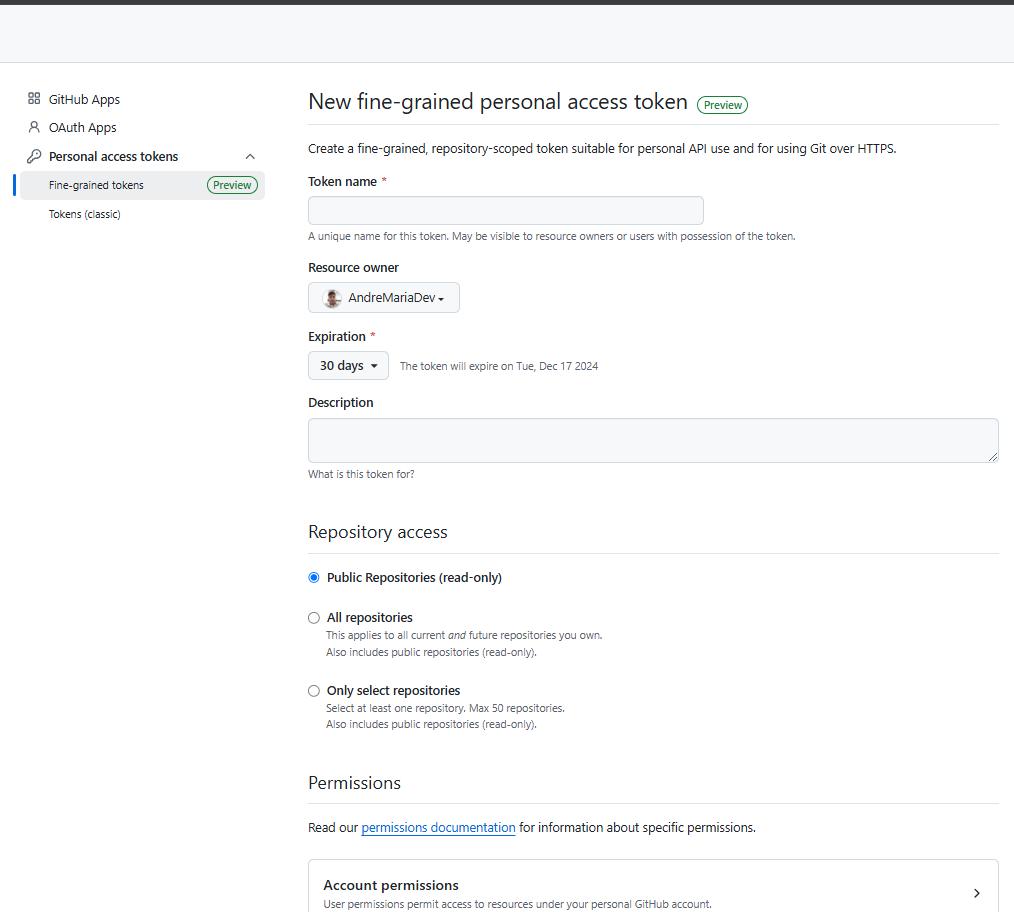 GitHub Apps
OAuth Apps
Personal access tokens
Fine-grained tokens Preview
Tokens (classic)
New fine-grained personal access token Preview
Create a fine-grained, repository-scoped token suitable for personal API use and for using Git over HTTPS.
Token name *
A unique name for this token. May be visible to resource owners or users with possession of the token.
Resource owner
AndreMariaDev
Expiration *
30 days The token will expire on Tue, Dec 17 2024
Description
What is this token for?
Repository access
Public Repositories (read-only)
All repositories
This applies to all current and future repositories you own.
Also includes public repositories (read-only).
Only select repositories
Select at least one repository. Max 50 repositories.
Also includes public repositories (read-only).
Permissions
Read our permissions documentation for information about specific permissions.
Account permissions
User permissions permit access to resources under your personal GitHub account.